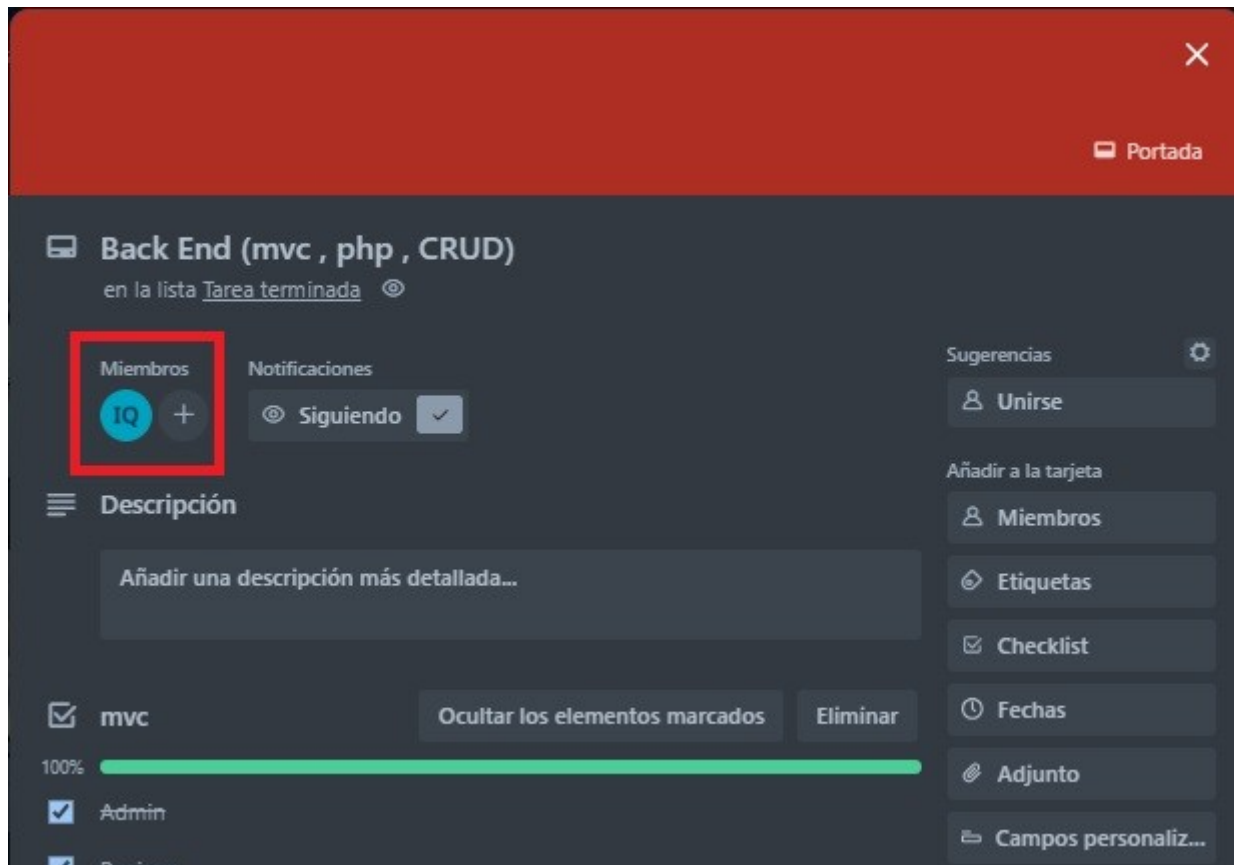 Portada
Back End (mvc , php , CRUD)
en la lista Tarea terminada
Miembros
Notificaciones
IQ
Siguiendo
Descripción
Añadir una descripción más detallada...
mvc
Ocultar los elementos marcados
Eliminar
100%
Admin
Sugerencias
Unirse
Añadir a la tarjeta
Miembros
Etiquetas
Checklist
Fechas
Adjunto
Campos personaliz...